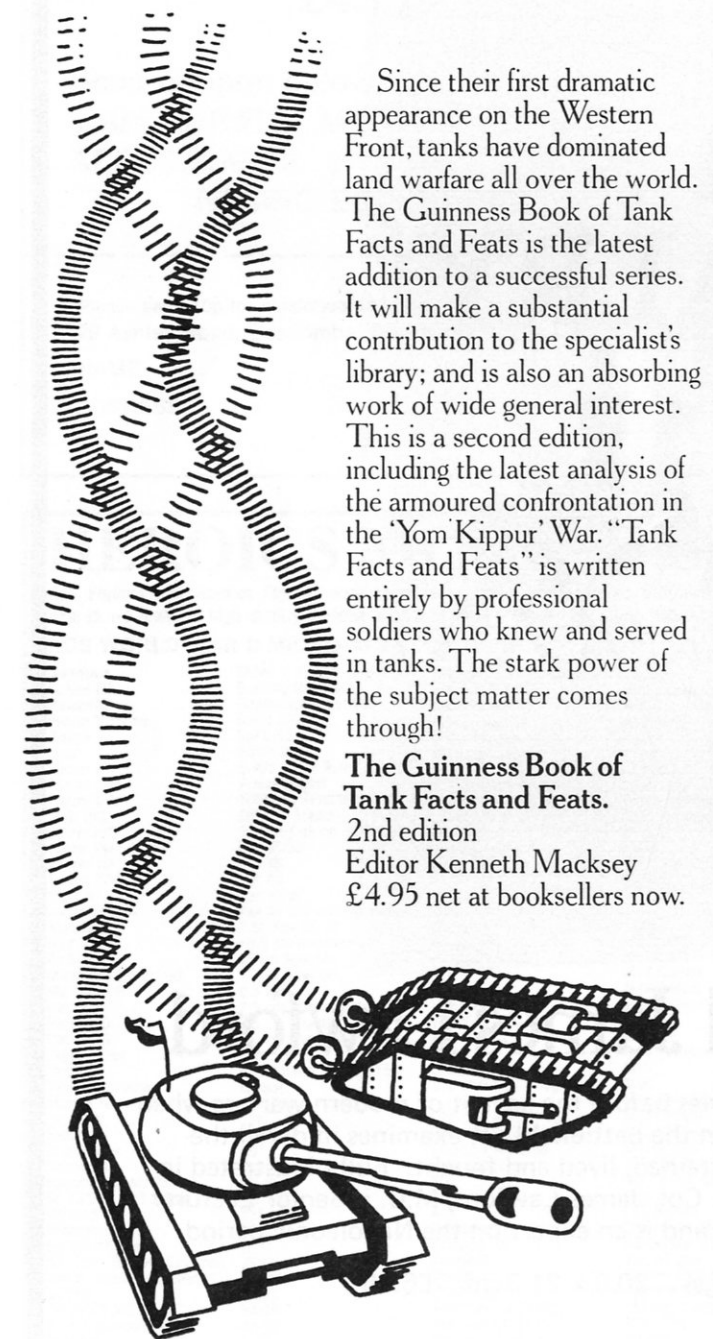 Since their first dramatic
appearance on the Western
Front, tanks have dominated
land warfare all over the world.
The Guinness Book of Tank
Facts and Feats is the latest
addition to a successful series.
It will make a substantial
contribution to the specialist's
library; and is also an absorbing
work of wide general interest.
This is a second edition,
including the latest analysis of
the armoured confrontation in
the ‘Yom Kippur’ War. “Tank
Facts and Feats” is written
entirely by professional
soldiers who knew and served
in tanks. The stark power of
the subject matter comes
through!
The Guinness Book of
Tank Facts and Feats.
2nd edition
Editor Kenneth Macksey
£4.95 net at booksellers now.